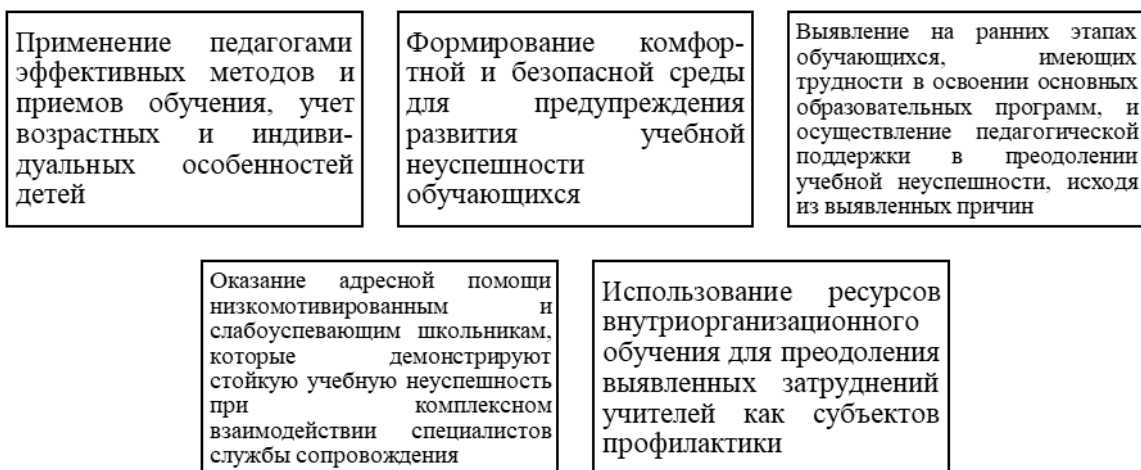 Применение педагогами
эффективных методов и
приемов обучения, учет
возрастных и индиви-
дуальных особенностей
детей
Формирование комфор-
тной и безопасной среды
для предупреждения
развития учебной
неуспешности
обучающихся
Выявление на ранних этапах
обучающихся, имеющих
трудности в освоении основных
образовательных программ, и
осуществление педагогической
поддержки в преодолении
учебной неуспешности, исходя
из выявленных причин
Оказание адресной помощи
низкомотивированным и
слабоуспевающим школьникам,
которые демонстрируют
стойкую учебную неуспешность
при комплексном
взаимодействии специалистов
службы сопровождения
Использование ресурсов
внутриорганизационного
обучения для преодоления
выявленных затруднений
учителей как субъектов
профилактики